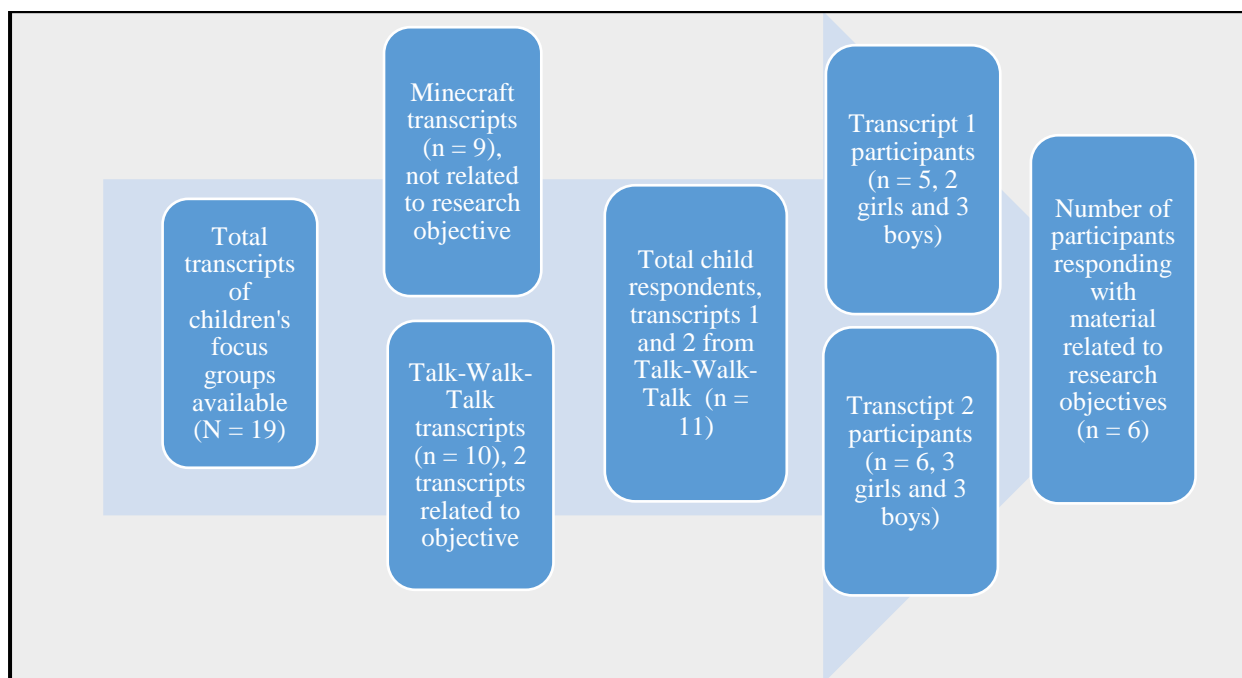 Total
transcripts
of
children's
focus
groups
available
(N = 19)
Minecraft
transcripts
(n = 9),
not related
to research
objective
Talk-Walk-
Talk
transcripts
(n = 10), 2
transcripts
related to
objective
Total child
respondents,
transcripts 1
and 2 from
Talk-Walk-
Talk (n =
11)
Transcript 1
participants
(n = 5, 2
girls and 3
boys)
Transctipt 2
participants
(n = 6, 3
girls and 3
boys)
Number of
participants
responding
with
material
related to
research
objectives
(n = 6)